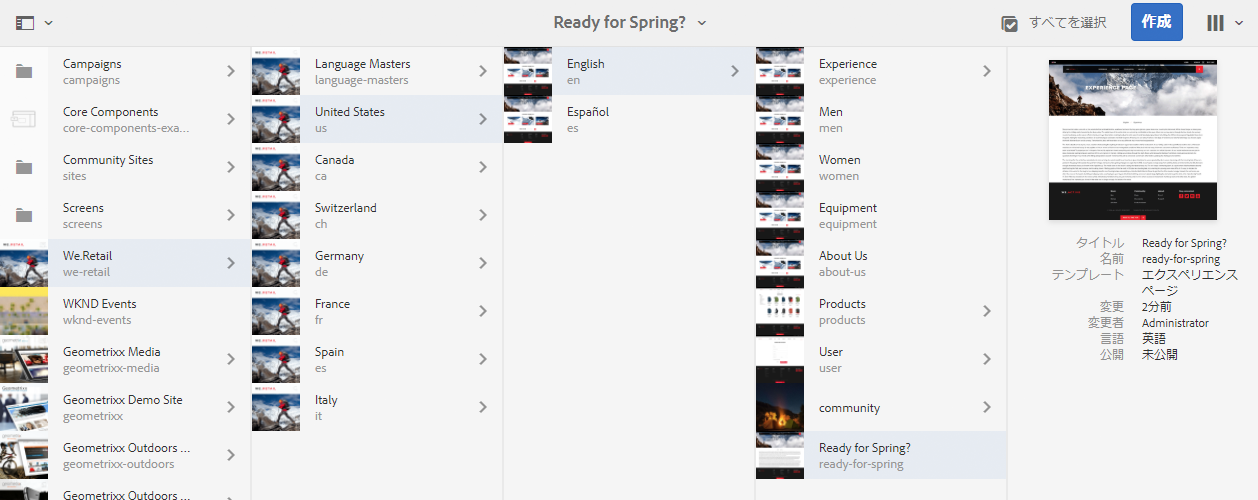 Ready for Spring?
すべてを選択
作成
Campaigns
campaigns
Core Components
core-components-exa...
Community Sites
sites
Screens
screens
We.Retail
we-retail
WKND Events
wknd-events
Geometrixx Media
geometrixx-media
Geometrixx Demo Site
geometrixx
Geometrixx Outdoors ...
geometrixx-outdoors
Geometrixx Outdoors ...
Language Masters
language-masters
United States
us
Canada
ca
Switzerland
ch
Germany
de
France
fr
Spain
es
Italy
it
English
en
Español
es
Experience
experience
Men
men
Women
women
Equipment
equipment
About Us
about-us
Products
products
User
user
community
Ready for Spring?
ready-for-spring
EXPERIENCE PAGE
タイトル Ready for Spring?
名前 ready-for-spring
テンプレート エクスペリエンス
ページ
変更 2分前
変更者 Administrator
言語 英語
公開 未公開